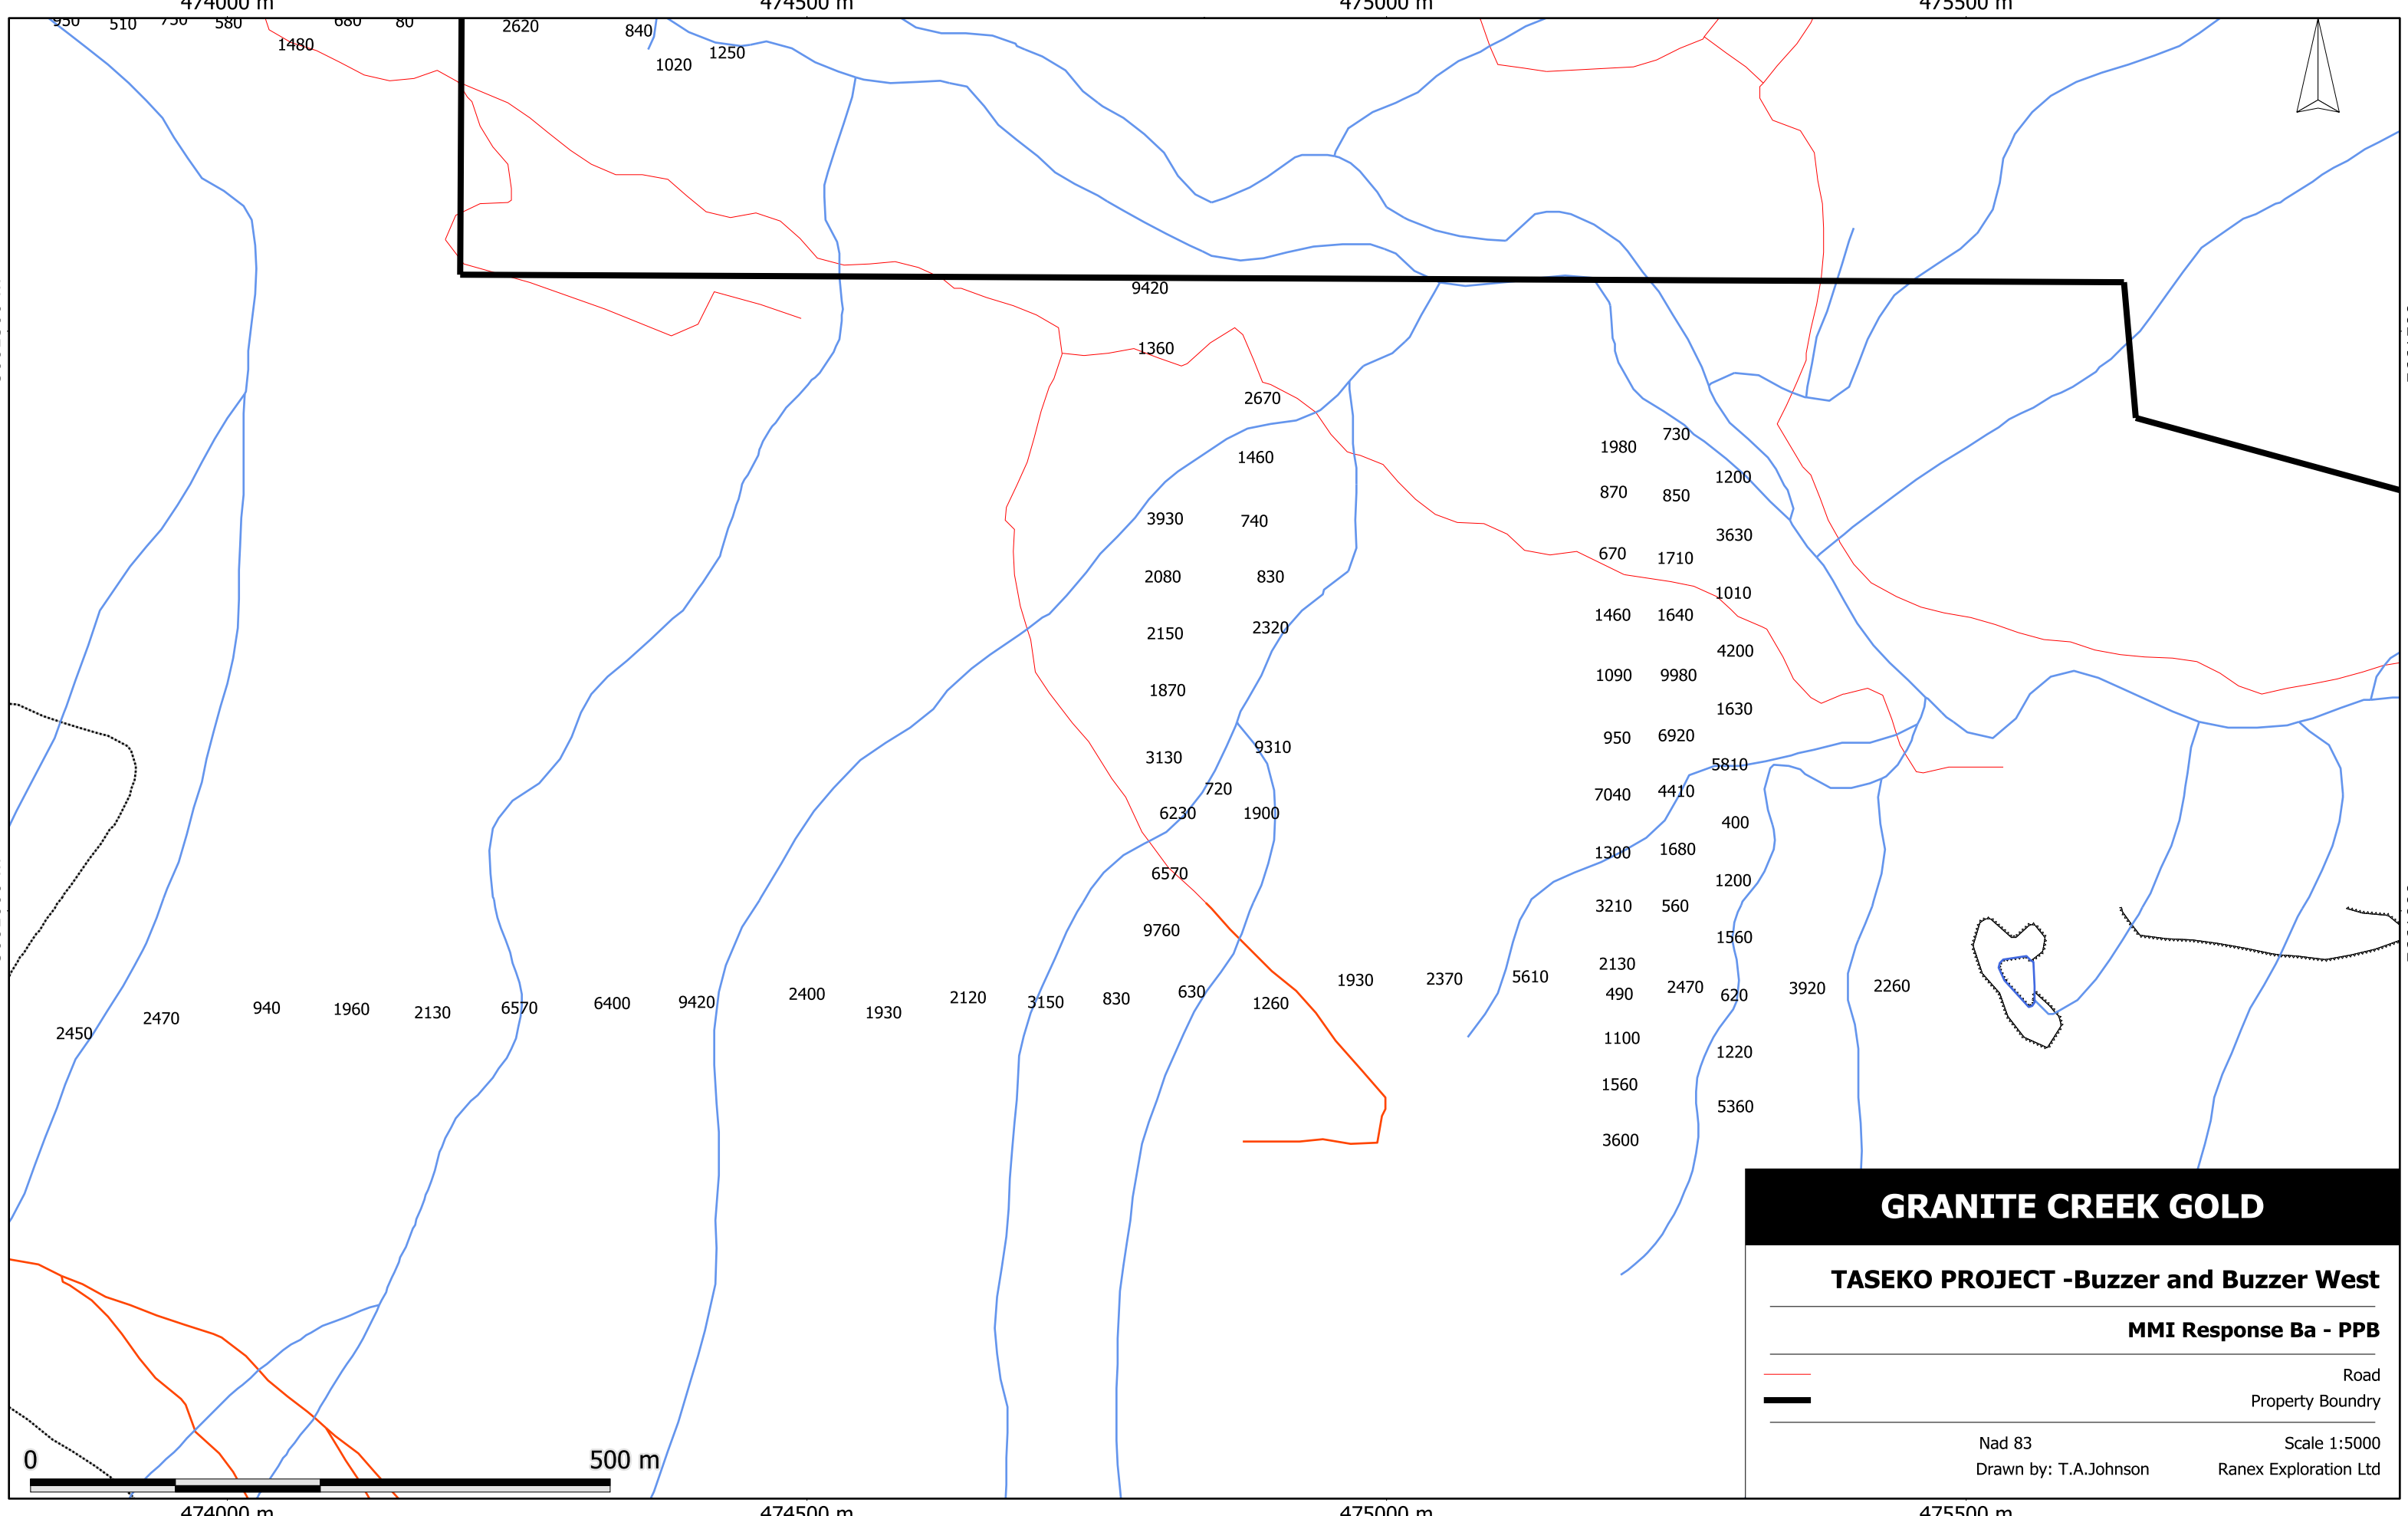 474000 m 474500 m 475000 m 475500 m
950 510 750 580 680 80 2620 840
1480 1020 1250
9420
1360
2670
1980 730
1460
1200
870 850
3930 740
3630
670 1710
2080 830
1010
1460 1640
2150 2320
4200
1090 9980
1870
1630
950 6920
9310
3130
5810
720
7040 4410
6230 1900
400
1300 1680
6570
1200
3210 560
9760
1560
2130
1930 2370 5610
2470 3920 2260
2400 630 490 620
2120 830
940 1960 2130 6570 6400 9420 1930 3150 1260
2450 2470
1100
1220
1560
5360
3600
GRANITE CREEK GOLD
TASEKO PROJECT -Buzzer and Buzzer West
MMI Response Ba - PPB
Road
Property Boundry
Nad 83 Scale 1:5000
Drawn by: T.A.Johnson Ranex Exploration Ltd
0 500 m
474000 m 474500 m 475000 m 475500 m